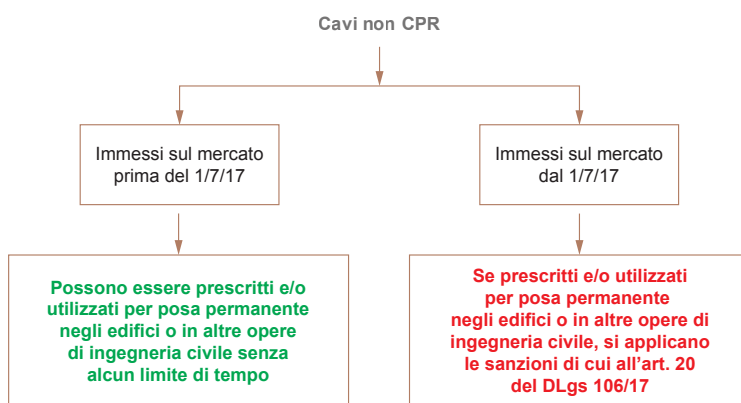 Cavi non CPR
Immessi sul mercato
prima del 1/7/17
Immessi sul mercato
dal 1/7/17
Possono essere prescritti e/o
utilizzati per posa permanente
negli edifici o in altre opere
di ingegneria civile senza
alcun limite di tempo
Se prescritti e/o utilizzati
per posa permanente
negli edifici o in altre opere di
ingegneria civile, si applicano
le sanzioni di cui all'art. 20
del DLgs 106/17